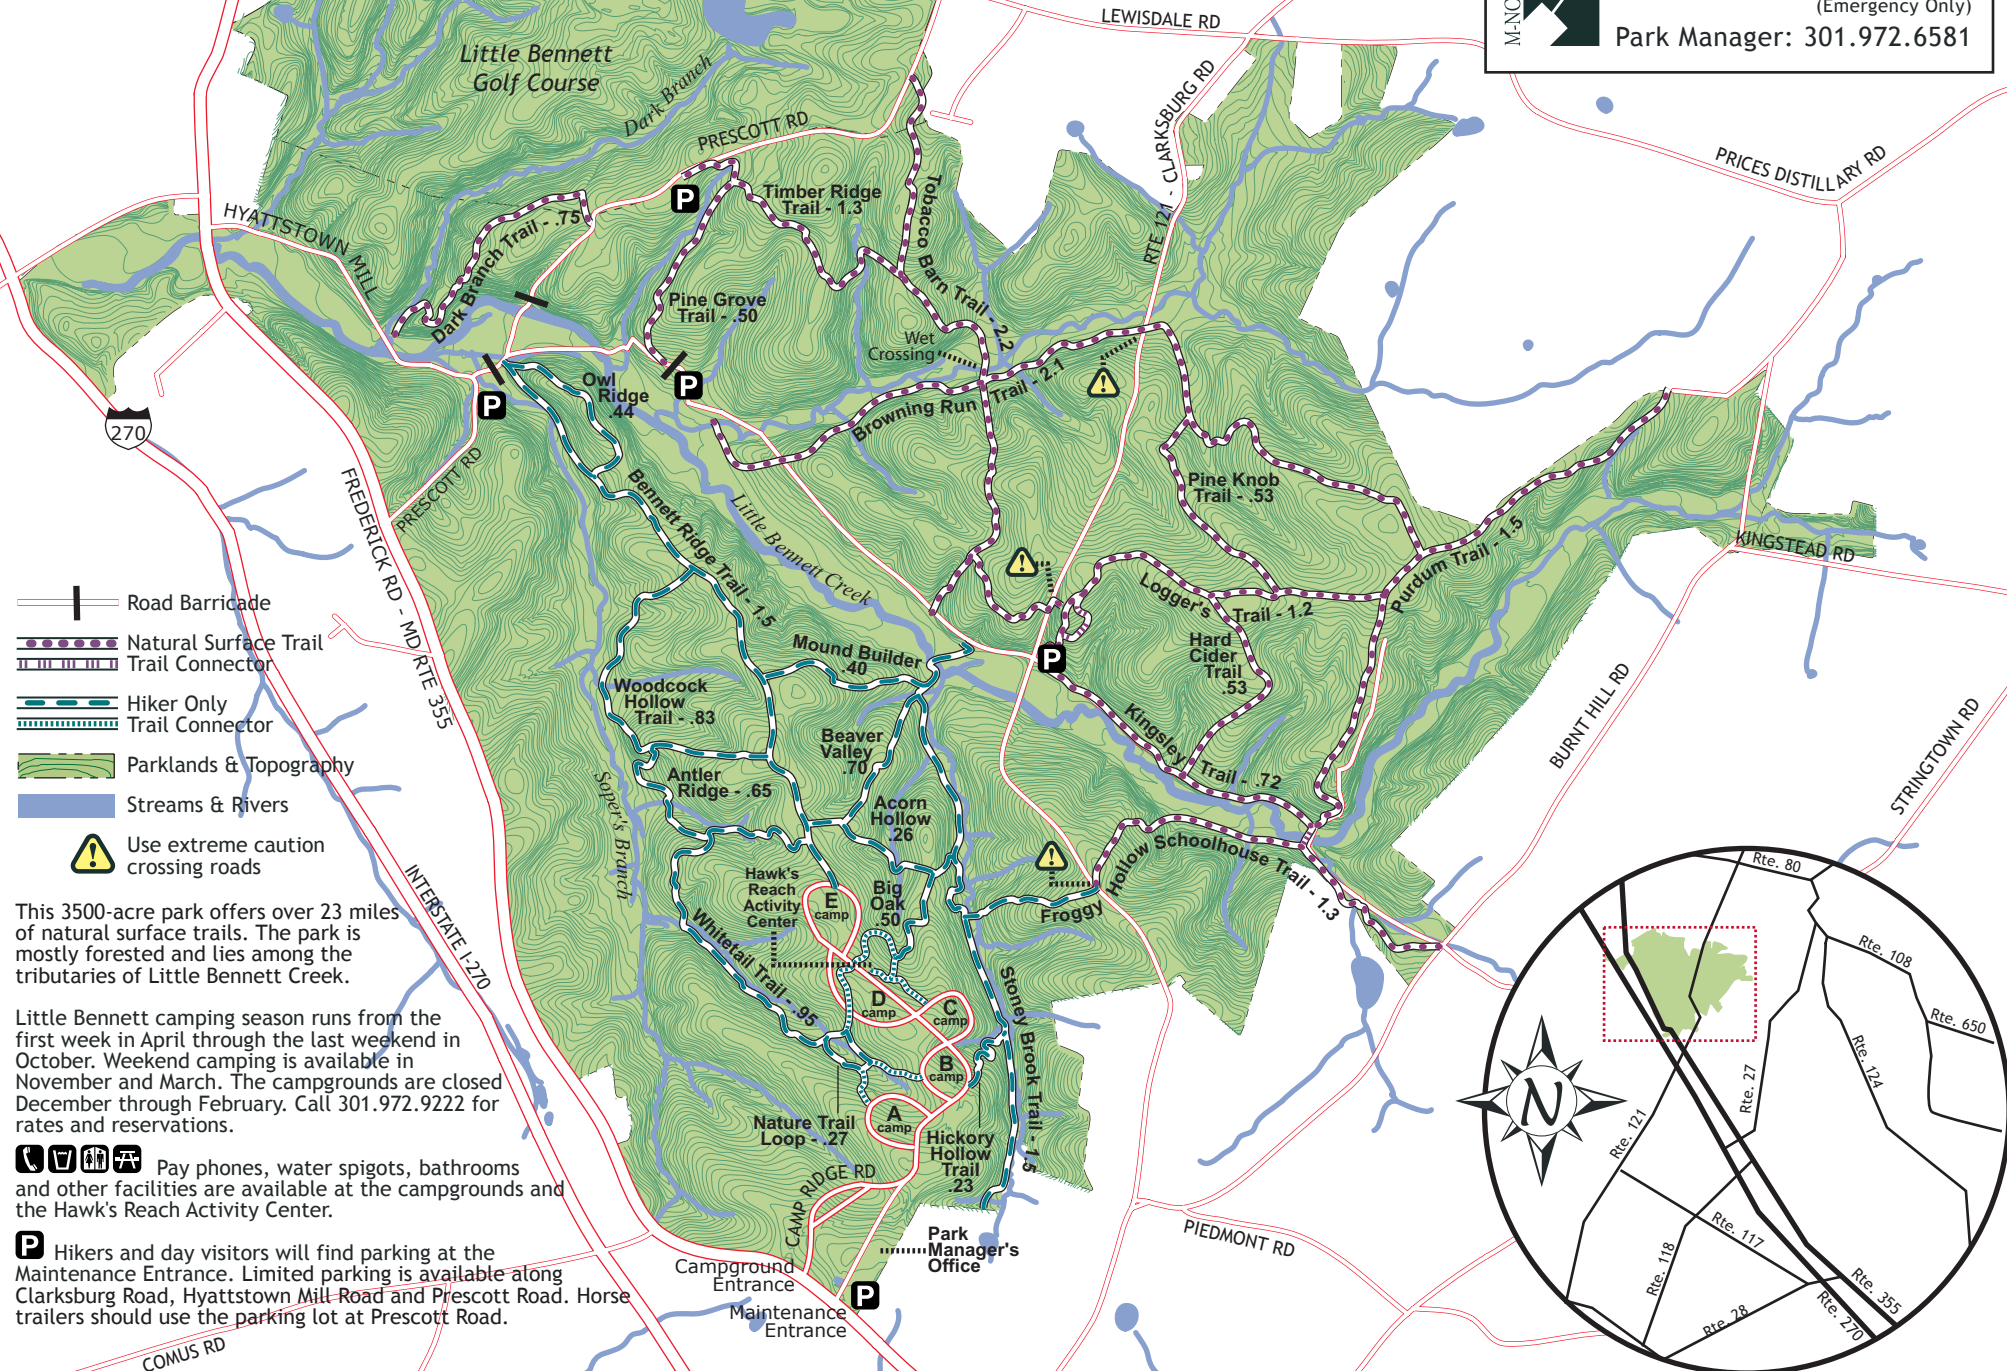 M-NC
(Emergency Only)
Park Manager: 301.972.6581
LEWISDALE RD
Little Bennett
Golf Course
Dark Branch
PRESCOTT RD
RTE 121 - CLARKSBURG RD
PRICES DISTILLARY RD
HYATTSTOWN MILL
Dark Branch Trail - .75
P
Timber Ridge
Trail - 1.3
Tobacco Barn Trail - 2.2
Pine Grove
Trail - .50
Wet
Crossing
Owl
Ridge
.44
P
P
Browning Run Trail - 2.1
270
PRESCOTT RD
FREDERICK RD - MD RTE 355
Bennett Ridge Trail - 1.5
Little Bennett Creek
Pine Knob
Trail - .53
Purdum Trail - 1.5
KINGSTEAD RD
Logger's Trail - 1.2
Hard
Cider
Trail
.53
P
Mound Builder
.40
Woodcock
Hollow
Trail - .83
Beaver
Valley
.70
Kingsley Trail - .72
BURNT HILL RD
STRINGTOWN RD
Antler
Ridge - .65
Acorn
Hollow
.26
Soper's Branch
Hollow Schoolhouse Trail - 1.3
Froggy
Hawk's
Reach
Activity
Center
E
camp
Big
Oak
.50
Whitetail Trail - .95
D
camp
C
camp
Stoney Brook Trail - 1.5
B
camp
A
camp
Nature Trail
Loop - .27
Hickory
Hollow
Trail
.23
CAMP RIDGE RD
Park
Manager's
Office
Campground
Entrance
Maintenance
Entrance
P
PIEDMONT RD
INTERSTATE I-270
COMUS RD
Road Barricade
Natural Surface Trail
Trail Connector
Hiker Only
Trail Connector
Parklands & Topography
Streams & Rivers
Use extreme caution
crossing roads
This 3500-acre park offers over 23 miles
of natural surface trails. The park is
mostly forested and lies among the
tributaries of Little Bennett Creek.
Little Bennett camping season runs from the
first week in April through the last weekend in
October. Weekend camping is available in
November and March. The campgrounds are closed
December through February. Call 301.972.9222 for
rates and reservations.
Pay phones, water spigots, bathrooms
and other facilities are available at the campgrounds and
the Hawk's Reach Activity Center.
P Hikers and day visitors will find parking at the
Maintenance Entrance. Limited parking is available along
Clarksburg Road, Hyattstown Mill Road and Prescott Road. Horse
trailers should use the parking lot at Prescott Road.
Rte. 80
Rte. 108
Rte. 650
Rte. 124
Rte. 27
Rte. 121
N
Rte. 117
Rte. 118
Rte. 28
Rte. 355
Rte. 270